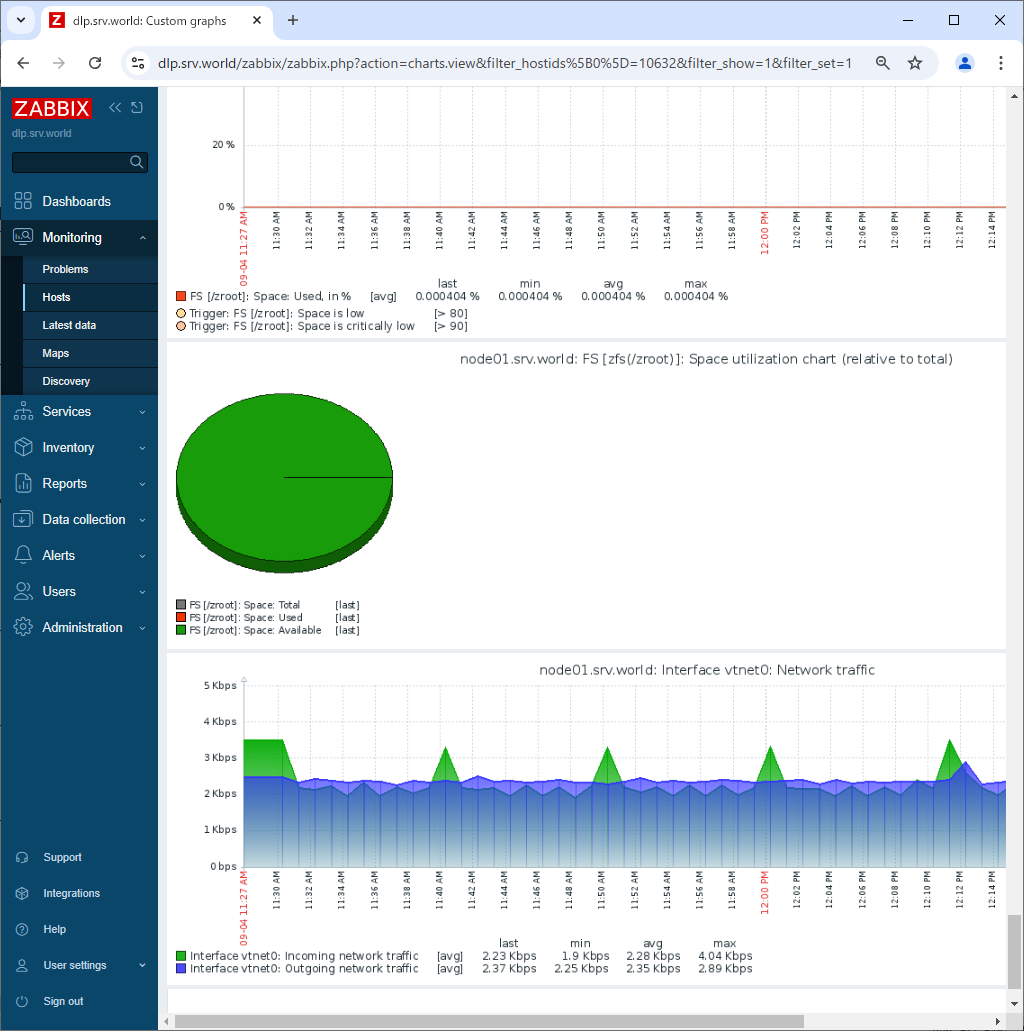 dlp.srv.world: Custom graphs
dlp.srv.world/zabbix/zabbix.php?action=charts.view&filter_hostids%5B0%5D=10632&filter_show=1&filter_set=1
ZABBIX
dlp.srv.world
Dashboards
Monitoring
Problems
Hosts
Latest data
Maps
Discovery
Services
Inventory
Reports
Data collection
Alerts
Users
Administration
Support
Integrations
Help
User settings
Sign out
20 %
0 %
09-04 11:27 AM 11:30 AM 11:32 AM 11:34 AM 11:36 AM 11:38 AM 11:40 AM 11:42 AM 11:44 AM 11:46 AM 11:48 AM 11:50 AM 11:52 AM 11:54 AM 11:56 AM 11:58 AM 12:00 PM 12:02 PM 12:04 PM 12:06 PM 12:08 PM 12:10 PM 12:12 PM 12:14 PM
last min avg max
FS [/zroot]: Space: Used, in % [avg] 0.000404 % 0.000404 % 0.000404 % 0.000404 %
Trigger: FS [/zroot]: Space is low [> 80]
Trigger: FS [/zroot]: Space is critically low [> 90]
node01.srv.world: FS [zfs(/zroot)]: Space utilization chart (relative to total)
FS [/zroot]: Space: Total [last]
FS [/zroot]: Space: Used [last]
FS [/zroot]: Space: Available [last]
node01.srv.world: Interface vtnet0: Network traffic
5 Kbps
4 Kbps
3 Kbps
2 Kbps
1 Kbps
0 bps
09-04 11:27 AM 11:30 AM 11:32 AM 11:34 AM 11:36 AM 11:38 AM 11:40 AM 11:42 AM 11:44 AM 11:46 AM 11:48 AM 11:50 AM 11:52 AM 11:54 AM 11:56 AM 11:58 AM 12:00 PM 12:02 PM 12:04 PM 12:06 PM 12:08 PM 12:10 PM 12:12 PM 12:14 PM
last min avg max
Interface vtnet0: Incoming network traffic [avg] 2.23 Kbps 1.9 Kbps 2.28 Kbps 4.04 Kbps
Interface vtnet0: Outgoing network traffic [avg] 2.37 Kbps 2.25 Kbps 2.35 Kbps 2.89 Kbps